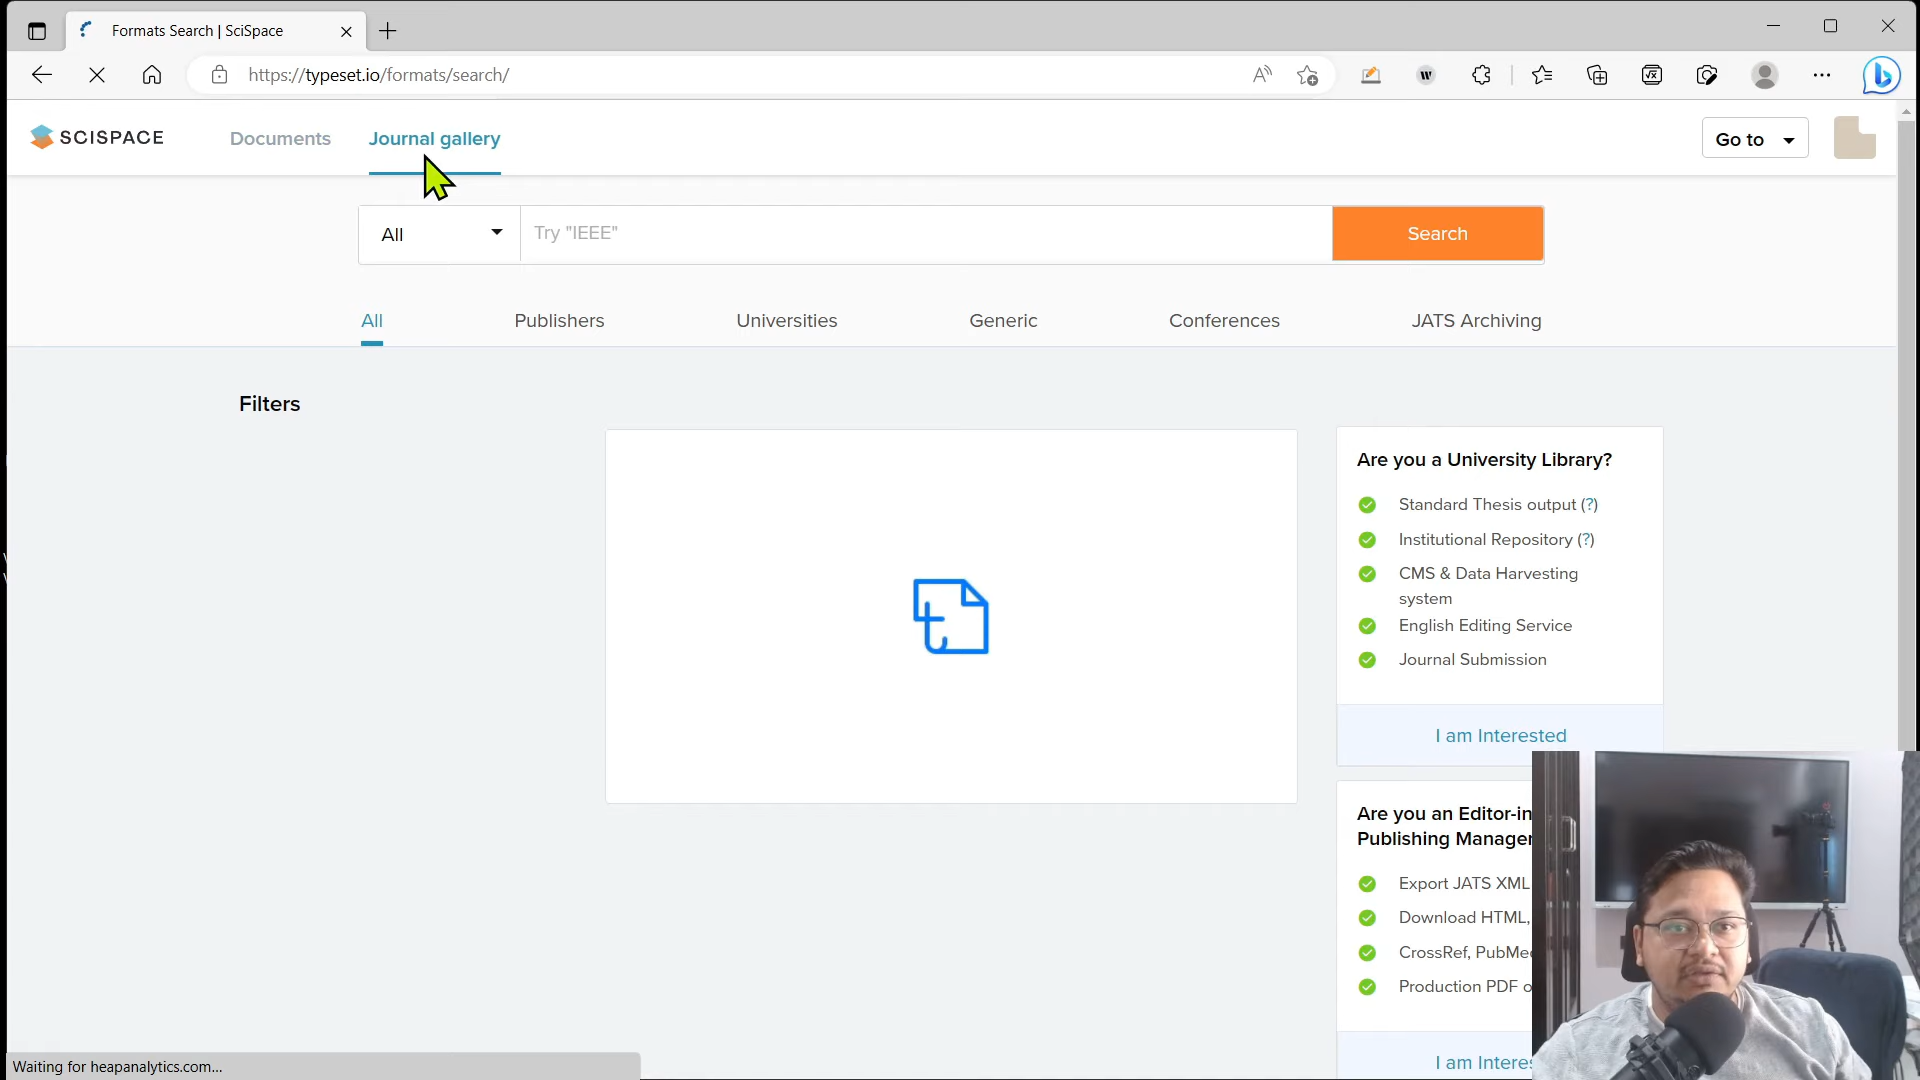 Formats Search | SciSpace
https://typeset.io/formats/search/
SCISPACE
Documents
Journal gallery
Go to
All
Try "IEEE"
Search
All
Publishers
Universities
Generic
Conferences
JATS Archiving
Filters
Are you a University Library?
Standard Thesis output (?)
Institutional Repository (?)
CMS & Data Harvesting
system
English Editing Service
Journal Submission
I am Interested
Are you an Editor-in
Publishing Manager
Export JATS XML
Download HTML,
CrossRef, PubMe
Production PDF o
I am Intere
Waiting for heapanalytics.com...